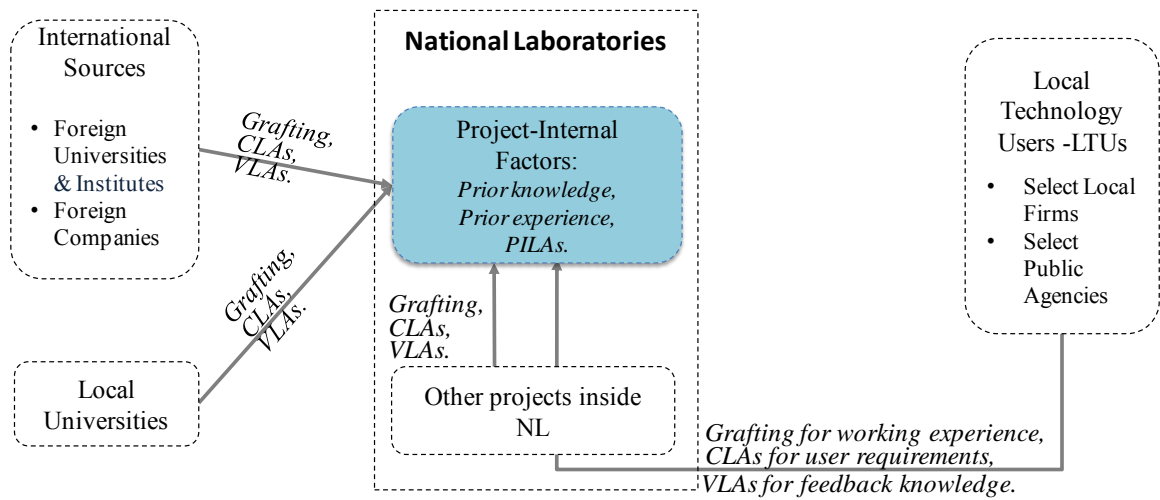 International
Sources
• Foreign
Universities
& Institutes
• Foreign
Companies
Grafting,
CLAs,
VLAs.
Grafting,
CLAs,
VLAs.
Local
Universities
National Laboratories
Project-Internal
Factors:
Prior knowledge,
Prior experience,
PILAs.
Grafting,
CLAs,
VLAs.
Other projects inside
NL
Local
Technology
Users -LTUs
• Select Local
Firms
• Select
Public
Agencies
Grafting for working experience,
CLAs for user requirements,
VLAs for feedback knowledge.